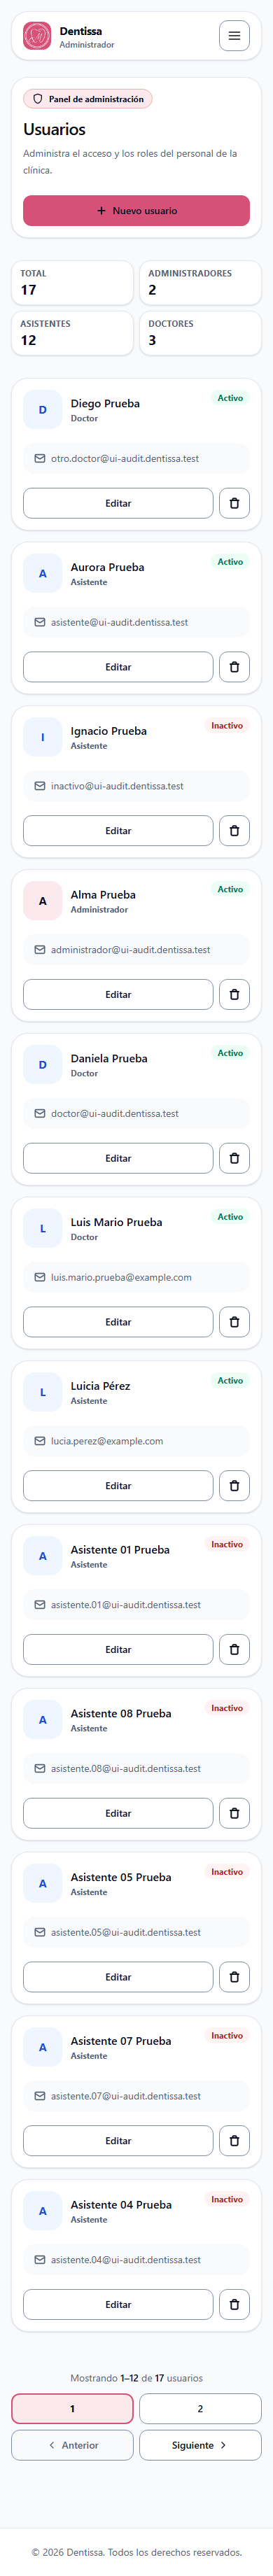 Dentissa
Administrador
Panel de administración
Usuarios
Administra el acceso y los roles del personal de la
clínica.
Nuevo usuario
TOTAL
17
ADMINISTRADORES
2
ASISTENTES
12
DOCTORES
3
D
Diego Prueba
Doctor
Activo
otro.doctor@ui-audit.dentissa.test
Editar
A
Aurora Prueba
Asistente
Activo
asistente@ui-audit.dentissa.test
Editar
I
Ignacio Prueba
Asistente
Inactivo
inactivo@ui-audit.dentissa.test
Editar
A
Alma Prueba
Administrador
Activo
administrador@ui-audit.dentissa.test
Editar
D
Daniela Prueba
Doctor
Activo
doctor@ui-audit.dentissa.test
Editar
L
Luis Mario Prueba
Doctor
Activo
luis.mario.prueba@example.com
Editar
L
Luicia Pérez
Asistente
Activo
lucia.perez@example.com
Editar
A
Asistente 01 Prueba
Asistente
Inactivo
asistente.01@ui-audit.dentissa.test
Editar
A
Asistente 08 Prueba
Asistente
Inactivo
asistente.08@ui-audit.dentissa.test
Editar
A
Asistente 05 Prueba
Asistente
Inactivo
asistente.05@ui-audit.dentissa.test
Editar
A
Asistente 07 Prueba
Asistente
Inactivo
asistente.07@ui-audit.dentissa.test
Editar
A
Asistente 04 Prueba
Asistente
Inactivo
asistente.04@ui-audit.dentissa.test
Editar
Mostrando 1–12 de 17 usuarios
1
2
Anterior
Siguiente
© 2026 Dentissa. Todos los derechos reservados.